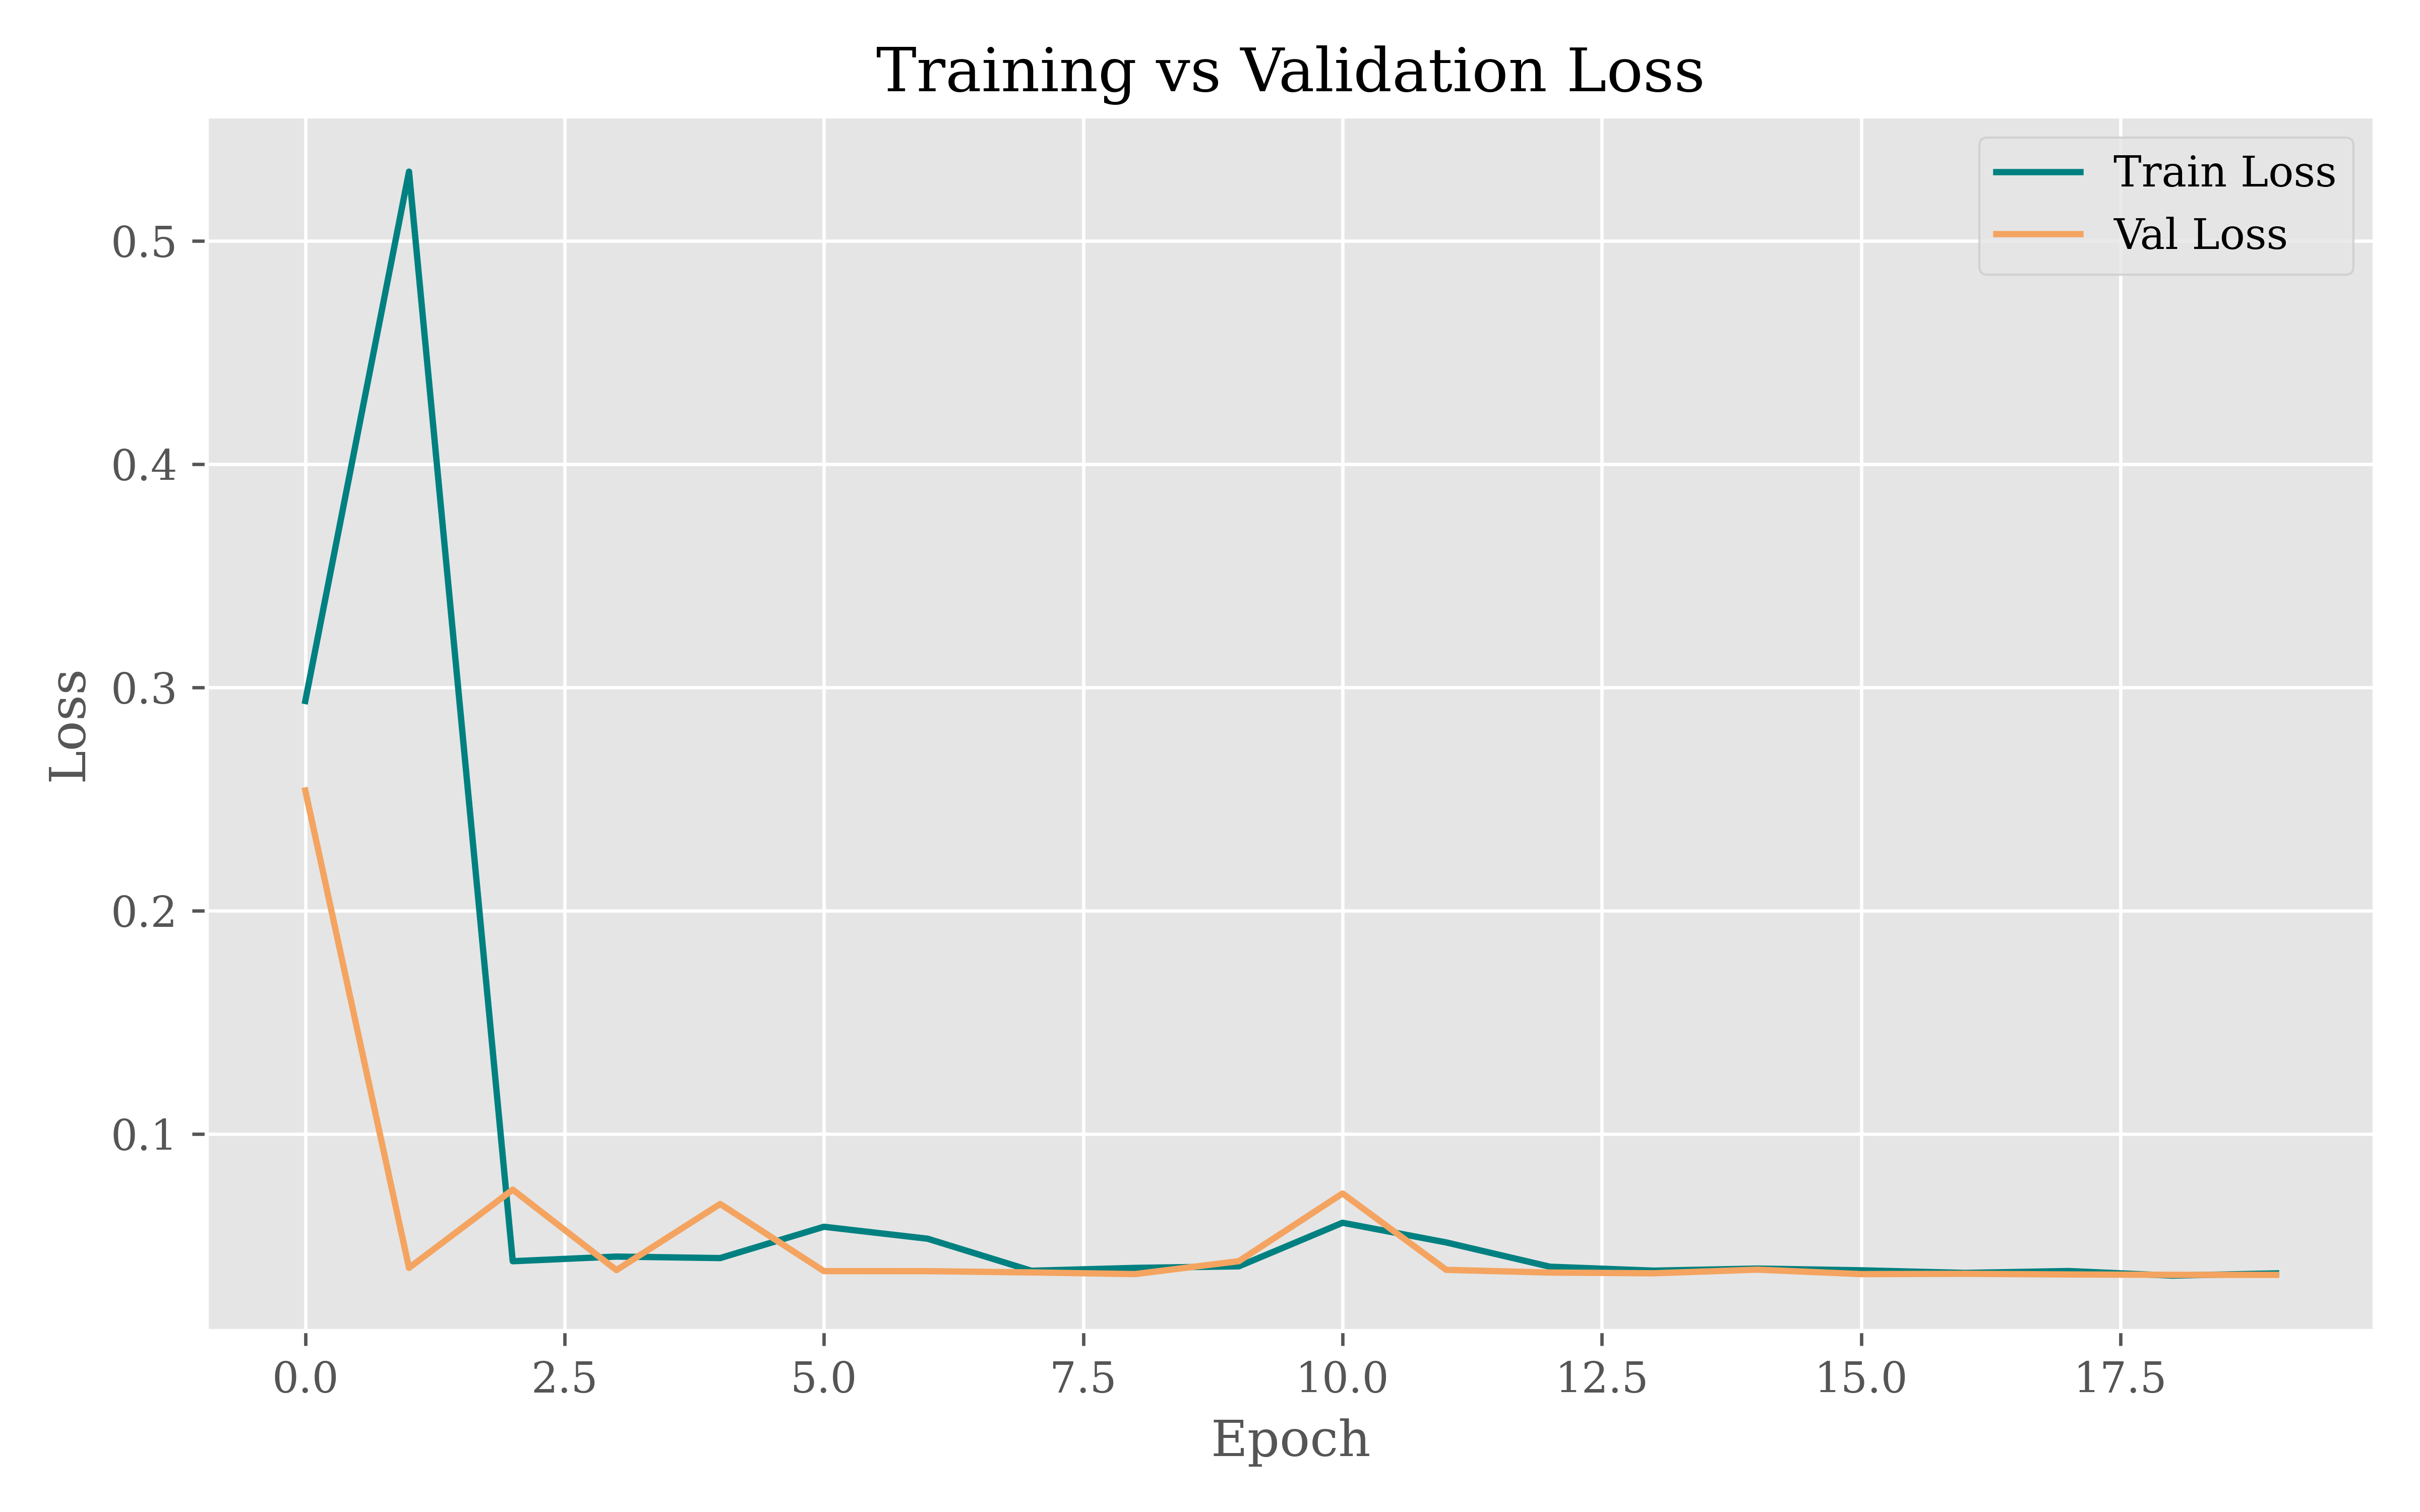 Training vs Validation Loss
Train Loss
Val Loss
0.5
0.4
0.3
0.2
0.1
Loss
0.0 2.5 5.0 7.5 10.0 12.5 15.0 17.5
Epoch